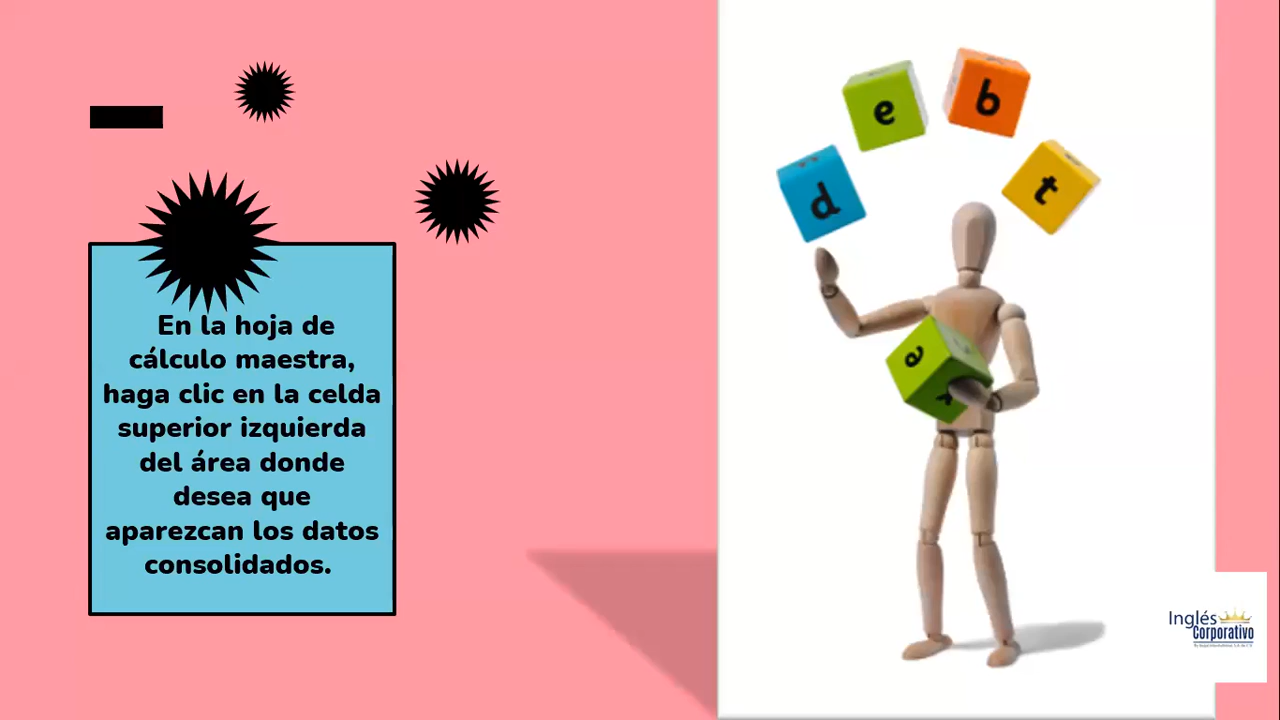 En la hoja de
cálculo maestra,
haga clic en la celda
superior izquierda
del área donde
desea que
aparezcan los datos
consolidados.
d e b t
a
Inglés
Corporativo